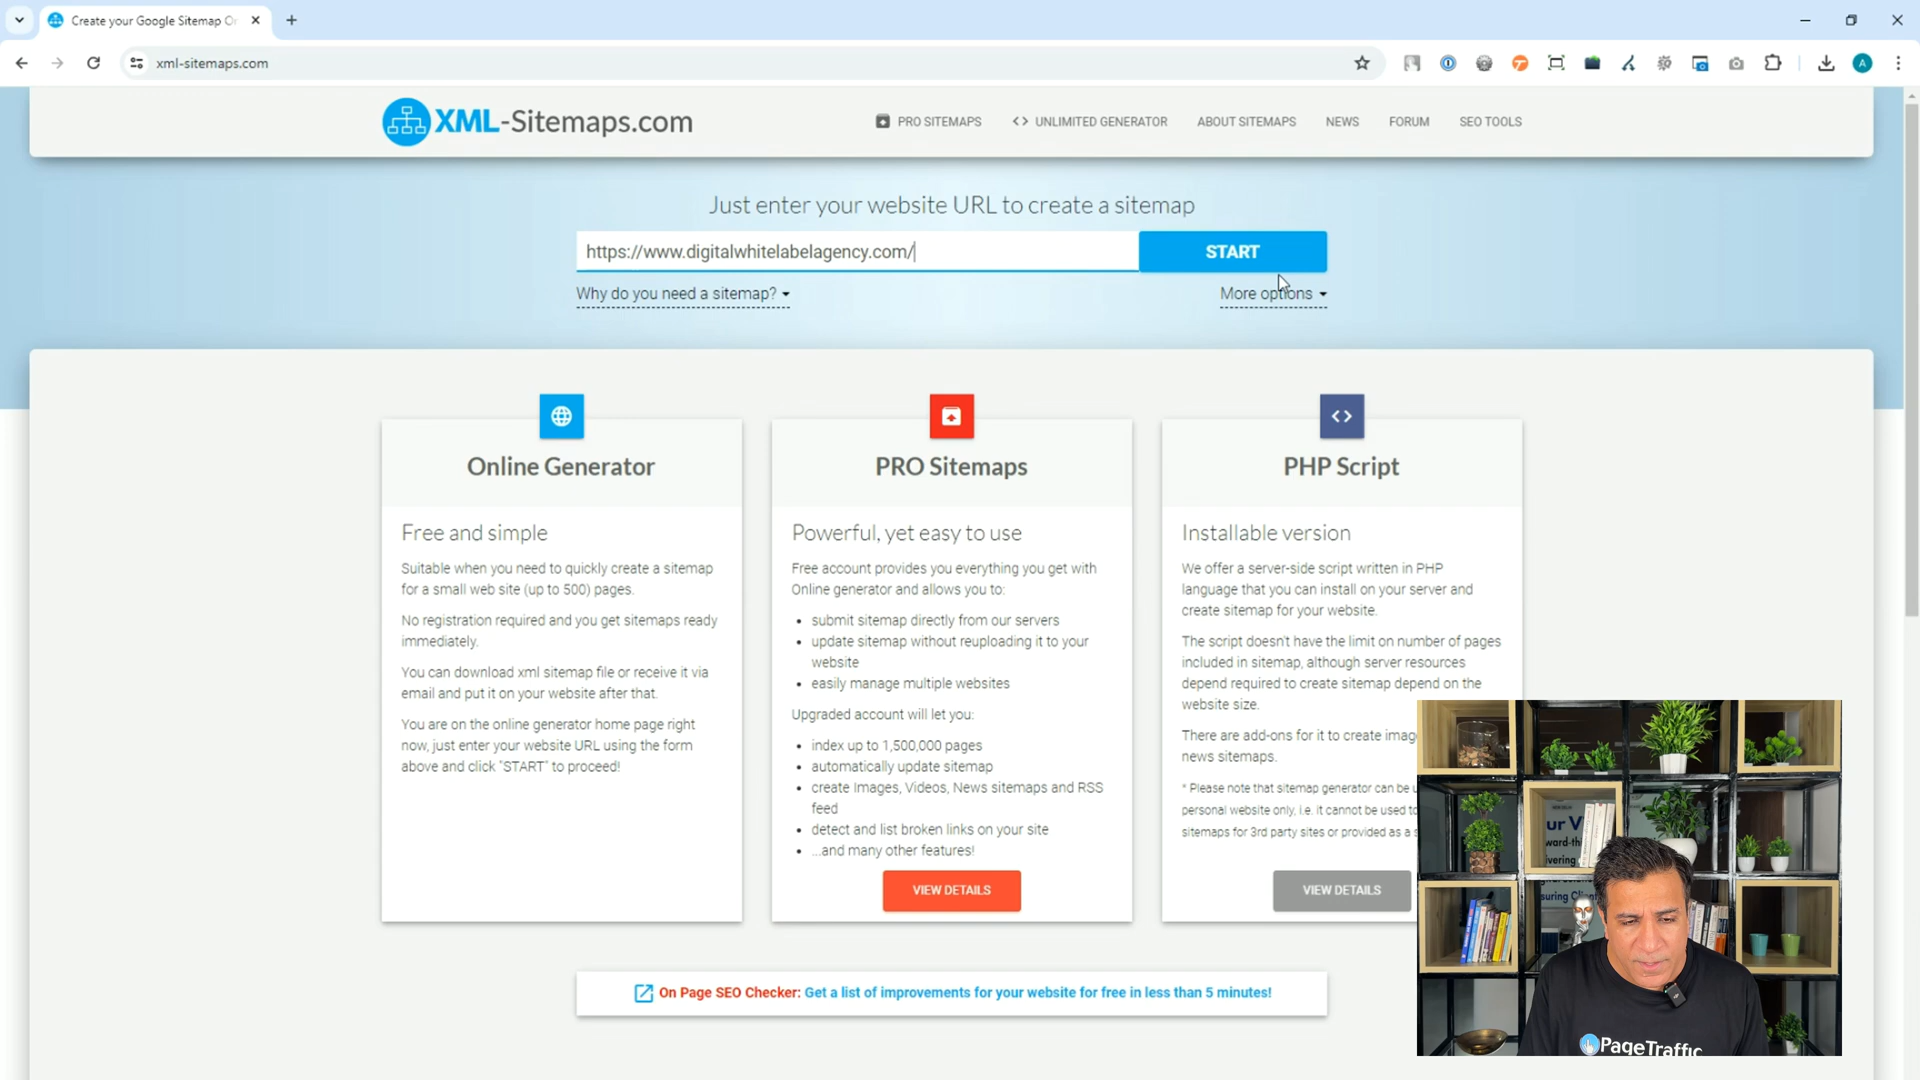 Create your Google Sitemap On
xml-sitemaps.com
A
XML-Sitemaps.com
PRO SITEMAPS
UNLIMITED GENERATOR
ABOUT SITEMAPS
NEWS
FORUM
SEO TOOLS
Just enter your website URL to create a sitemap
https://www.digitalwhitelabelagency.com/
START
Why do you need a sitemap?
More options
Online Generator
Free and simple
Suitable when you need to quickly create a sitemap
for a small web site (up to 500) pages.
No registration required and you get sitemaps ready
immediately.
You can download xml sitemap file or receive it via
email and put it on your website after that.
You are on the online generator home page right
now, just enter your website URL using the form
above and click "START" to proceed!
PRO Sitemaps
Powerful, yet easy to use
Free account provides you everything you get with
Online generator and allows you to:
• submit sitemap directly from our servers
• update sitemap without reuploading it to your
website
• easily manage multiple websites
Upgraded account will let you:
• index up to 1,500,000 pages
• automatically update sitemap
• create Images, Videos, News sitemaps and RSS
feed
• detect and list broken links on your site
• ...and many other features!
VIEW DETAILS
PHP Script
Installable version
We offer a server-side script written in PHP
language that you can install on your server and
create sitemap for your website.
The script doesn't have the limit on number of pages
included in sitemap, although server resources
depend required to create sitemap depend on the
website size.
There are add-ons for it to create
news sitemaps.
* Please note that sitemap generator can be
personal website only, i.e. it cannot be used to
sitemaps for 3rd party sites or provided as a
VIEW DETAILS
On Page SEO Checker: Get a list of improvements for your website for free in less than 5 minutes!
PageTraffic